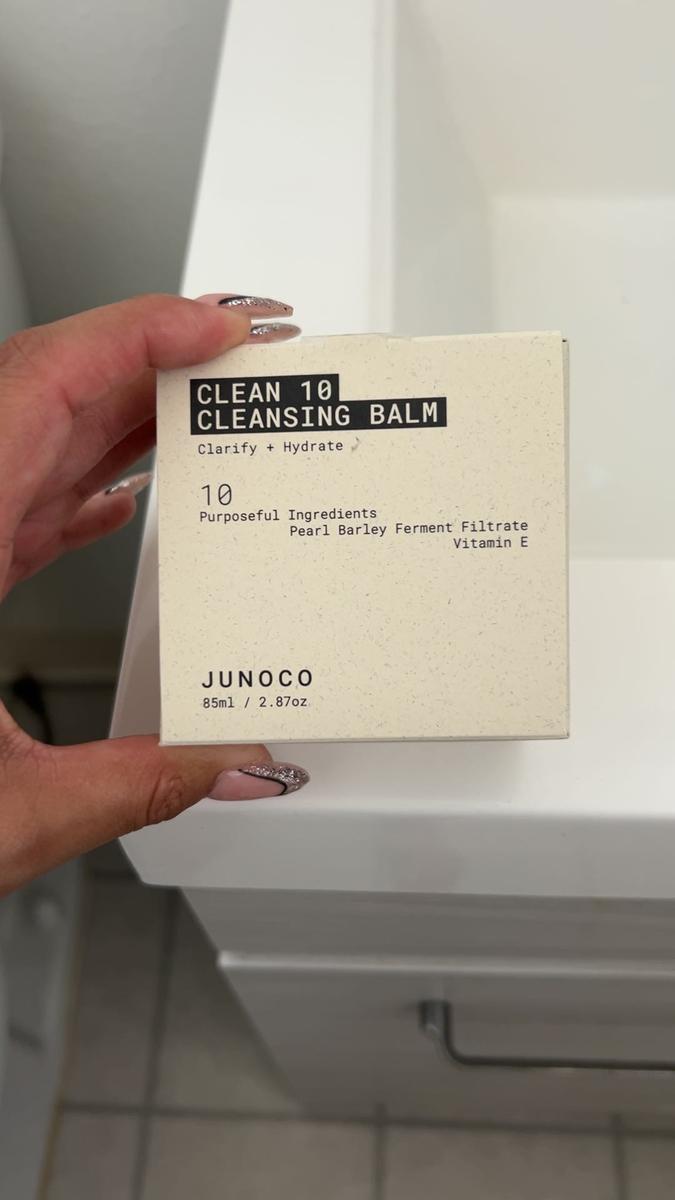 CLEAN 10
CLEANSING BALM
Clarify + Hydrate
10
Purposeful Ingredients
Pearl Barley Ferment Filtrate
Vitamin E
JUNOCO
85ml / 2.87oz